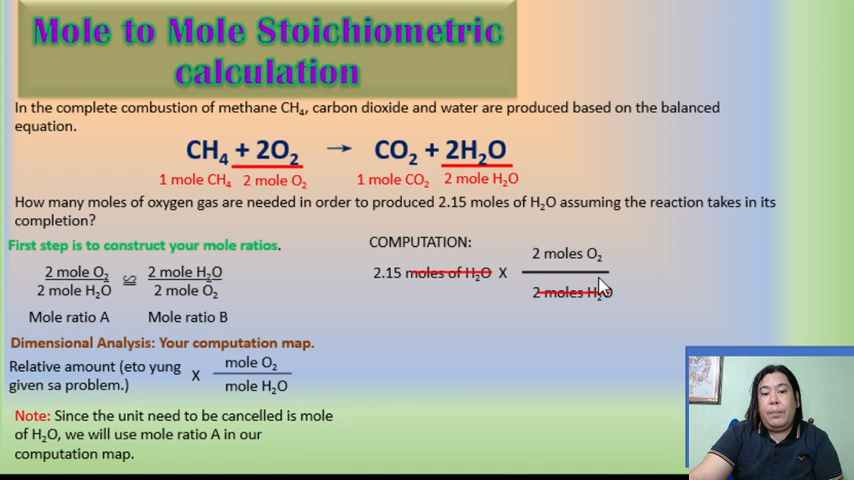 Mole to Mole Stoichiometric
calculation
In the complete combustion of methane CH₄, carbon dioxide and water are produced based on the balanced
equation.
CH₄ + 2O₂ → CO₂ + 2H₂O
1 mole CH₄ 2 mole O₂ 1 mole CO₂ 2 mole H₂O
How many moles of oxygen gas are needed in order to produced 2.15 moles of H₂O assuming the reaction takes in its
completion?
First step is to construct your mole ratios.
2 mole O₂
2 mole H₂O
≌
2 mole H₂O
2 mole O₂
Mole ratio A Mole ratio B
Dimensional Analysis: Your computation map.
Relative amount (eto yung
given sa problem.)
X
mole O₂
mole H₂O
Note: Since the unit need to be cancelled is mole
of H₂O, we will use mole ratio A in our
computation map.
COMPUTATION:
2.15 moles of H₂O X
2 moles O₂
2 moles H₂O